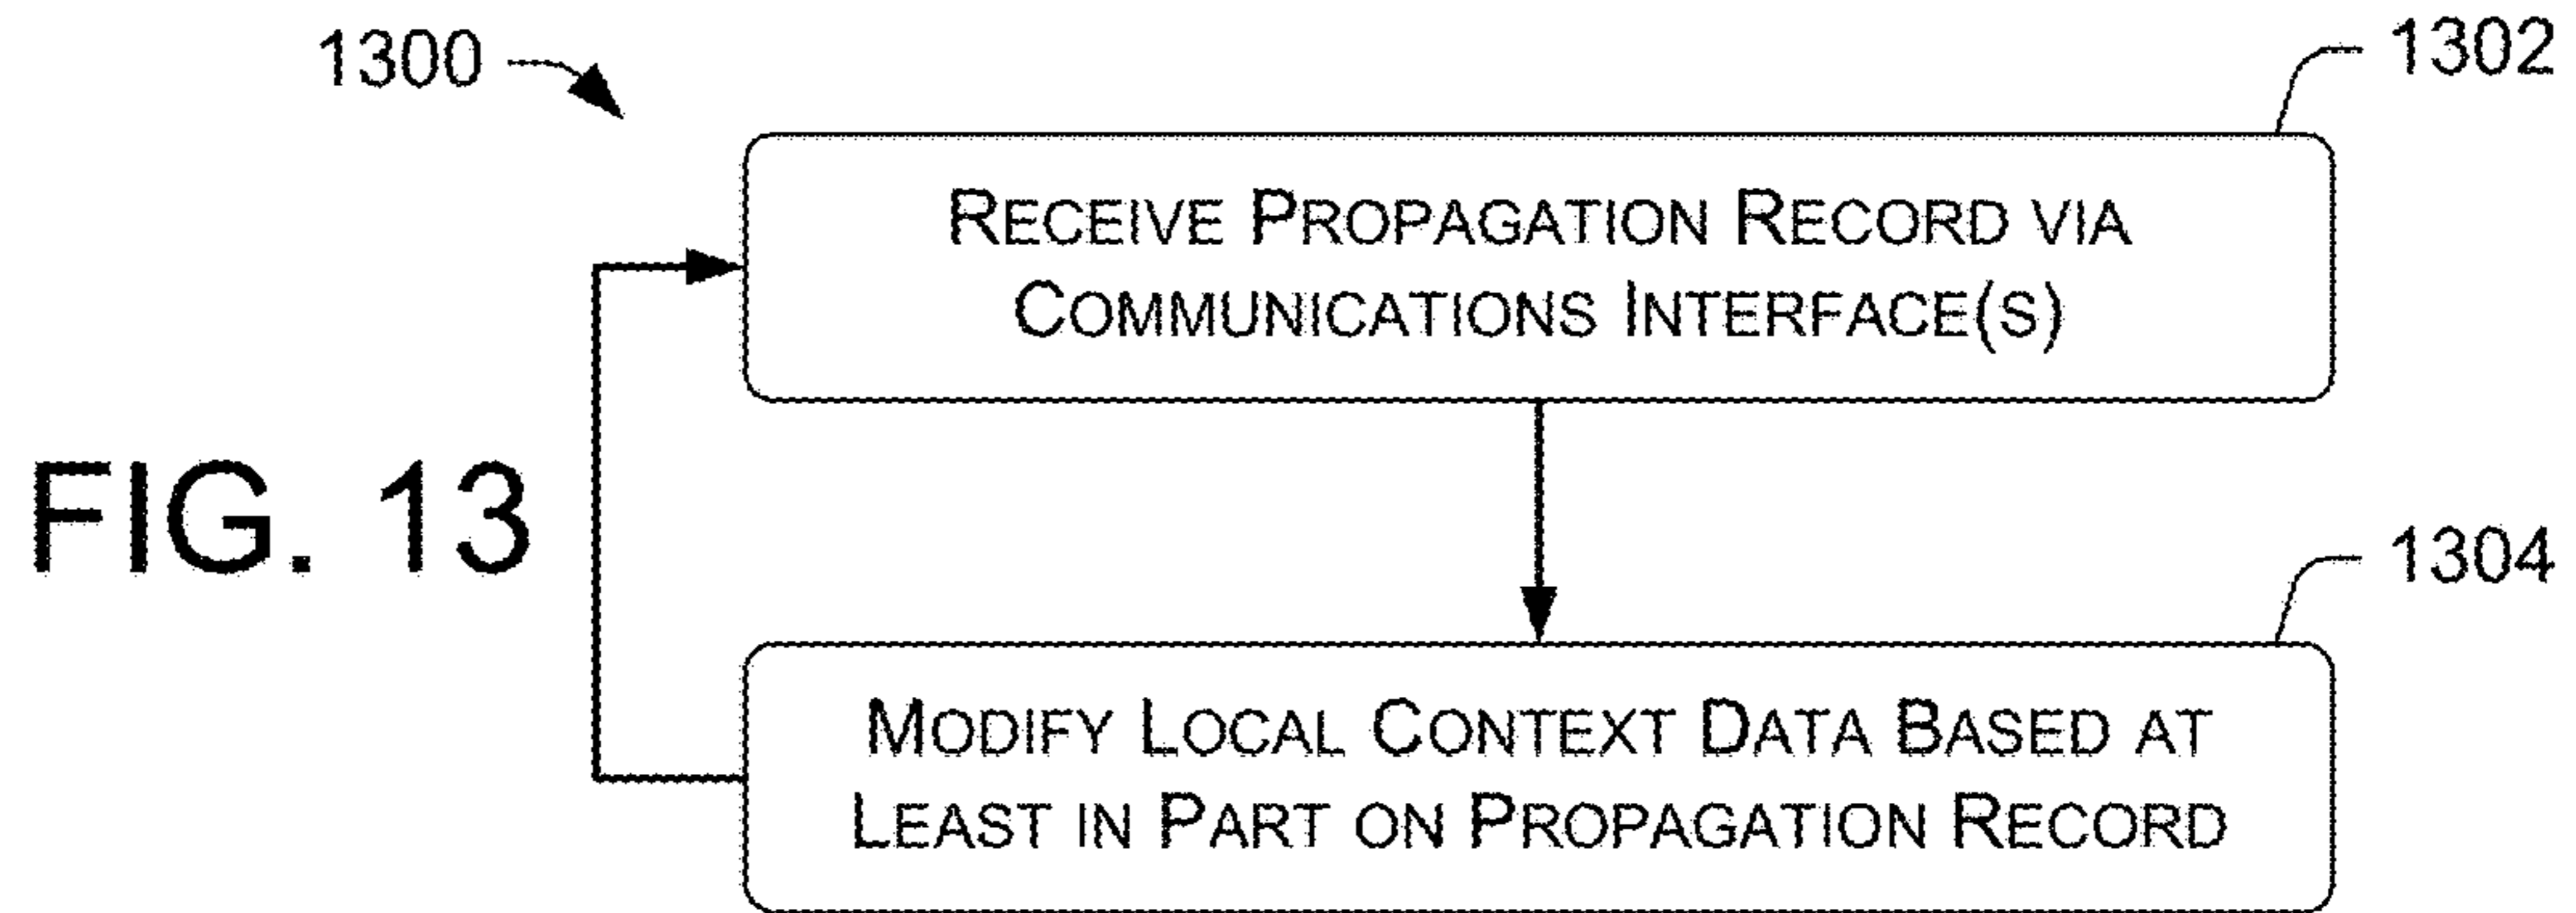 1300
1302
RECEIVE PROPAGATION RECORD VIA
COMMUNICATIONS INTERFACE(S)
FIG. 13
1304
MODIFY LOCAL CONTEXT DATA BASED AT
LEAST IN PART ON PROPAGATION RECORD